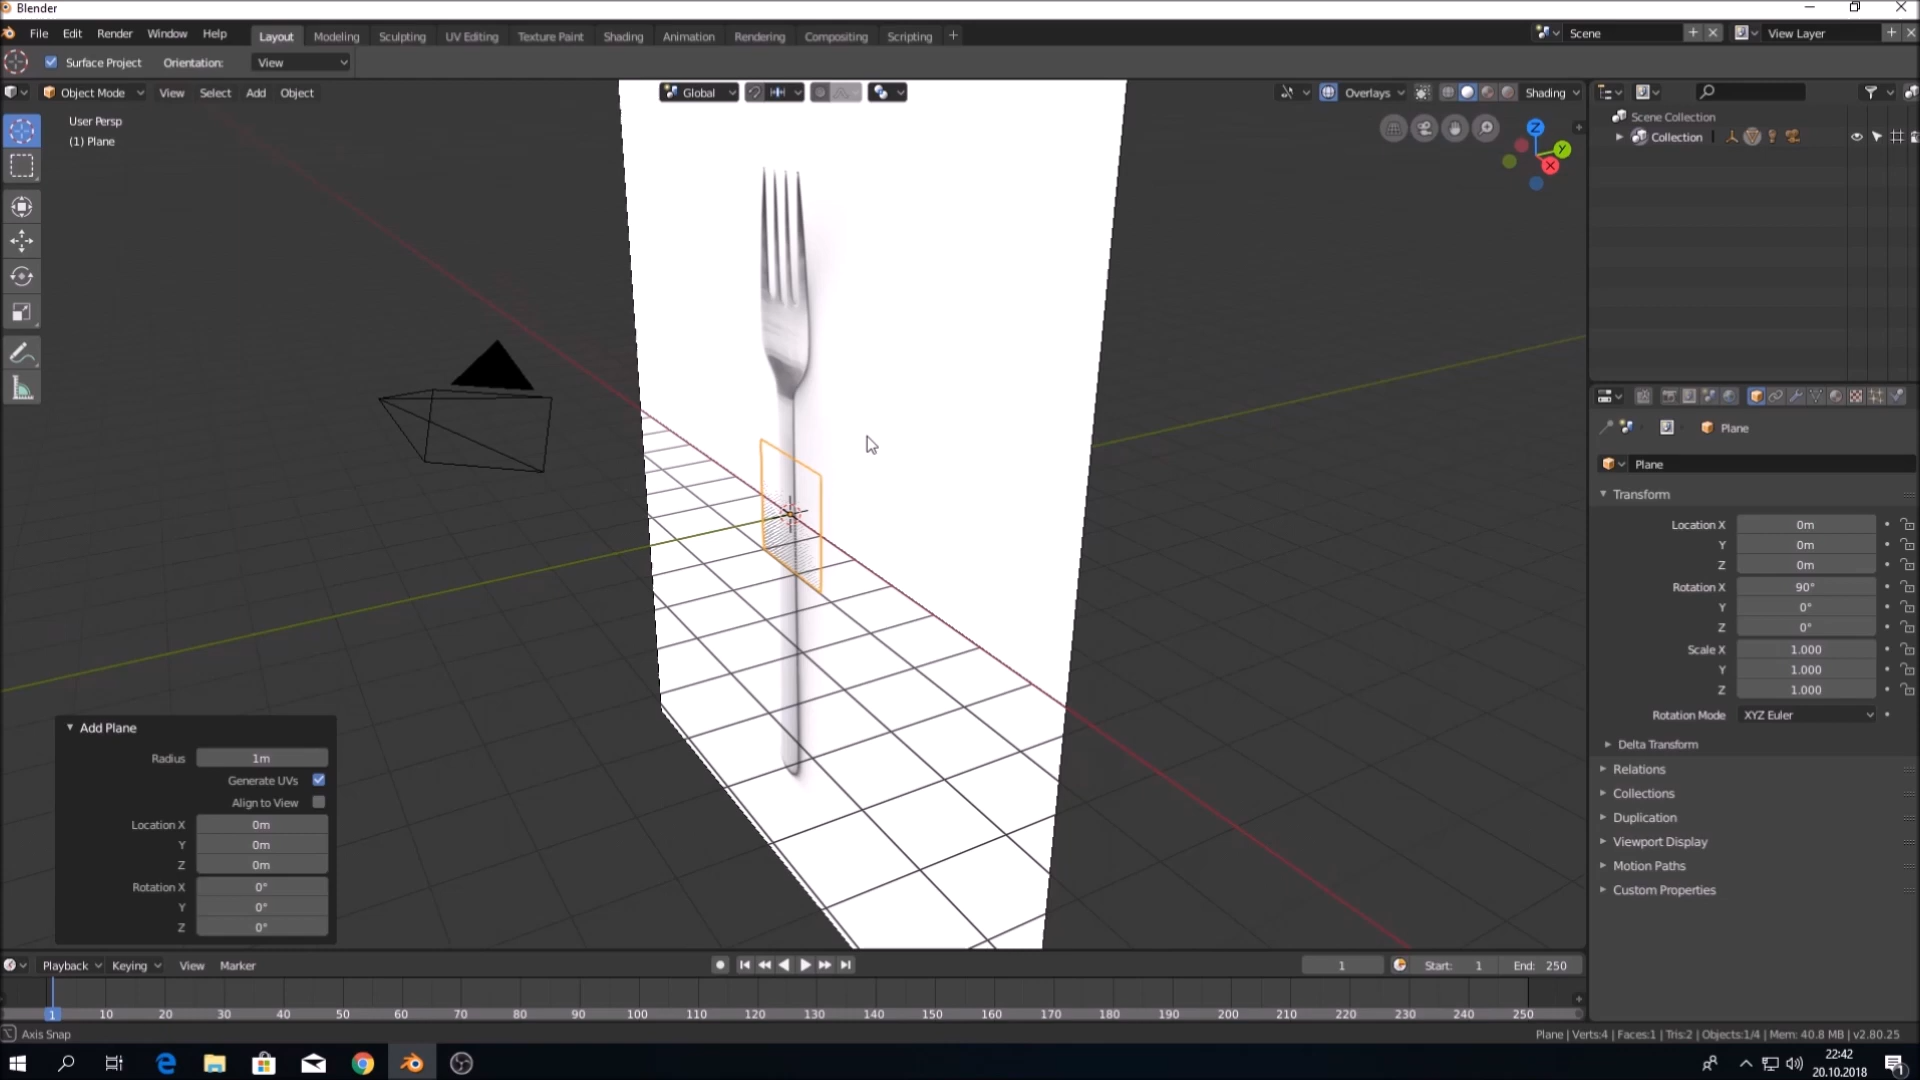 Blender
File Edit Render Window Help Layout Modeling Sculpting UV Editing Texture Paint Shading Animation Rendering Compositing Scripting + Scene View Layer
Surface Project Orientation: View
Object Mode View Select Add Object Global Overlays Shading
User Persp
(1) Plane
Z
Y
X
Scene Collection
Collection
Plane
Plane
Transform
Location X 0m
Y 0m
Z 0m
Rotation X 90°
Y 0°
Z 0°
Scale X 1.000
Y 1.000
Z 1.000
Rotation Mode XYZ Euler
Delta Transform
Relations
Collections
Duplication
Viewport Display
Motion Paths
Custom Properties
Add Plane
Radius 1m
Generate UVs
Align to View
Location X 0m
Y 0m
Z 0m
Rotation X 0°
Y 0°
Z 0°
Playback Keying View Marker 1 Start: 1 End: 250
1 10 20 30 40 50 60 70 80 90 100 110 120 130 140 150 160 170 180 190 200 210 220 230 240 250
Axis Snap Plane | Verts:4 | Faces:1 | Tris:2 | Objects:1/4 | Mem: 40.8 MB | v2.80.25
22:42
20.10.2018
1